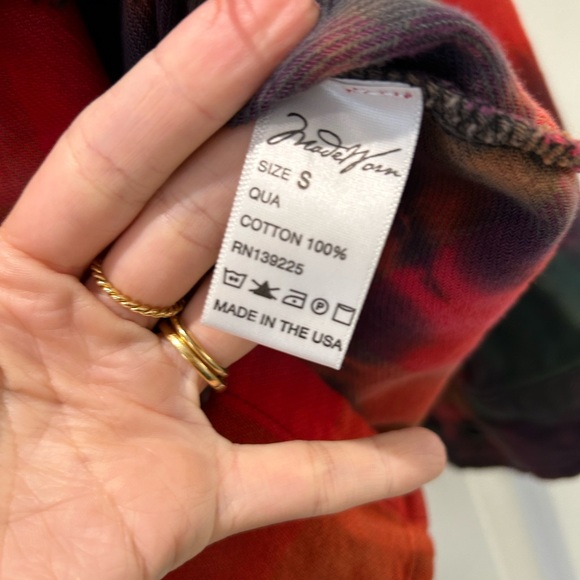 MadeWorn
SIZE S
QUA
COTTON 100%
RN139225
P
MADE IN THE USA